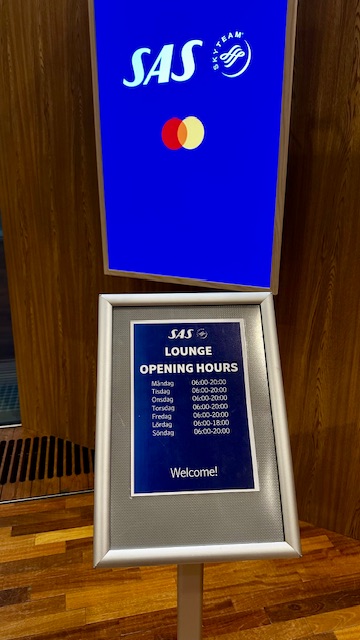 SAS SKYTEAM
SAS
LOUNGE
OPENING HOURS
Måndag 06:00-20:00
Tisdag 06:00-20:00
Onsdag 06:00-20:00
Torsdag 06:00-20:00
Fredag 06:00-20:00
Lördag 06:00-18:00
Söndag 06:00-20:00
Welcome!